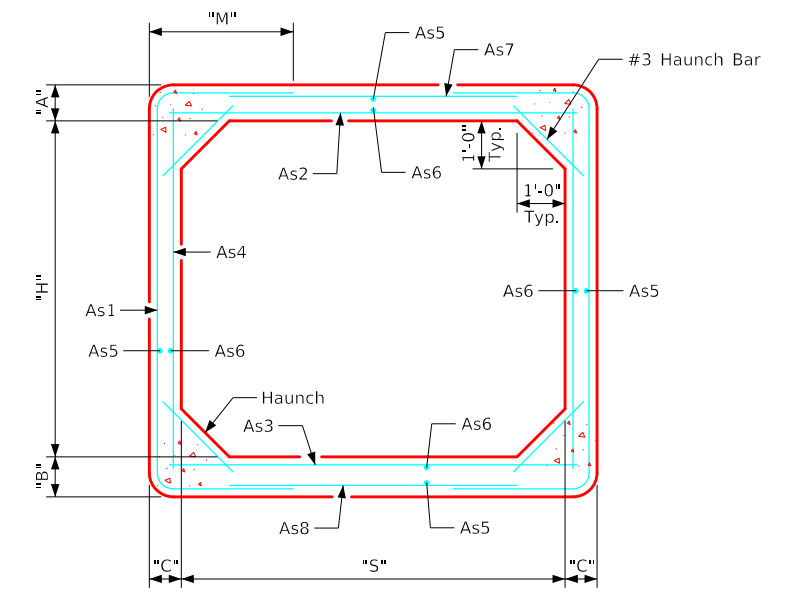 "M"
As5
As7
#3 Haunch Bar
"A"
1'-0"
Typ.
As2
As6
1'-0"
Typ.
As4
"H"
As1
As6
As5
As5
As6
Haunch
As3
As6
"B"
As8
As5
"C"
"S"
"C"